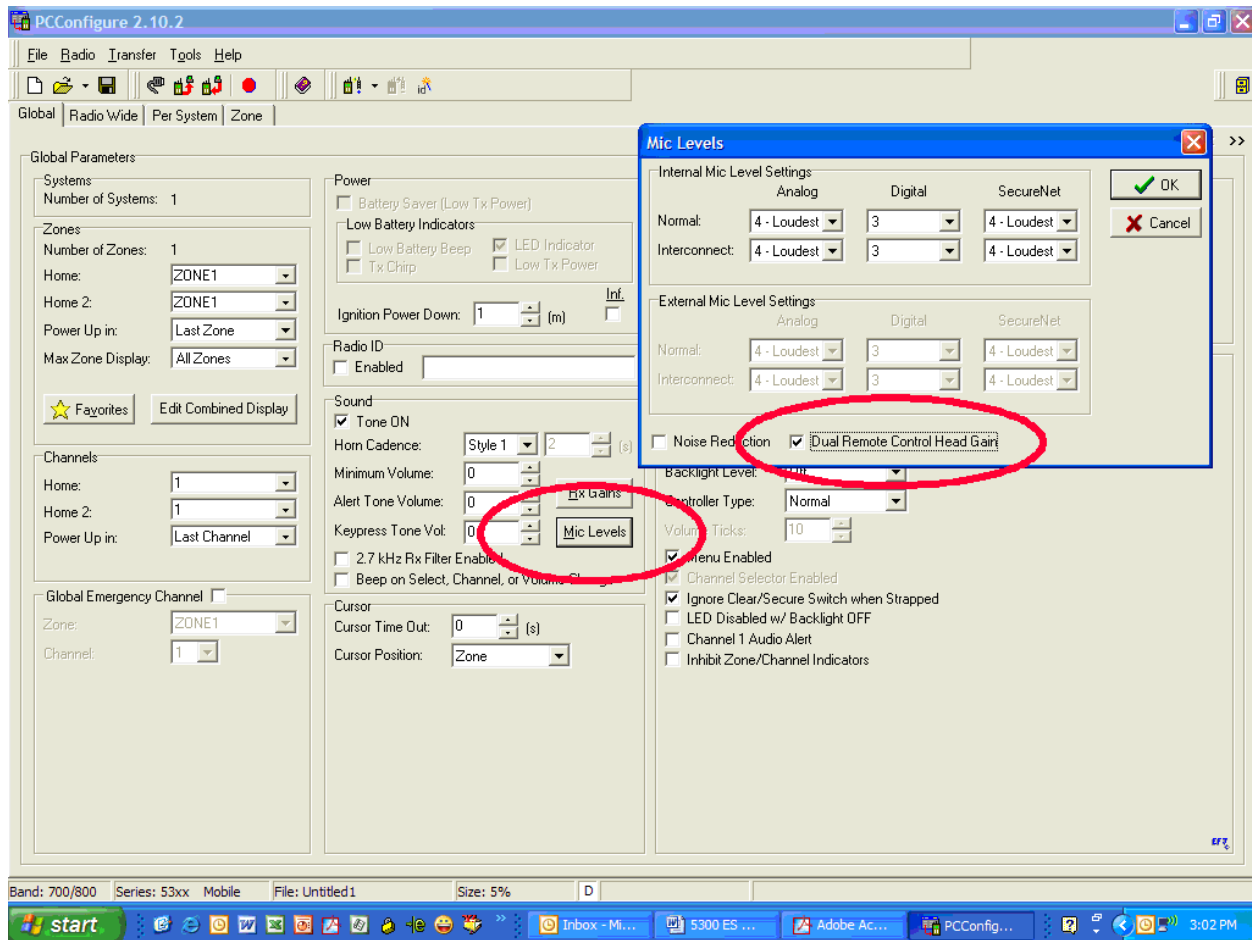 PCConfigure 2.10.2
File Radio Transfer Tools Help
Global Radio Wide Per System Zone
>>
Global Parameters
Systems
Number of Systems: 1
Zones
Number of Zones: 1
Home: ZONE1
Home 2: ZONE1
Power Up in: Last Zone
Max Zone Display: All Zones
Favorites Edit Combined Display
Channels
Home: 1
Home 2: 1
Power Up in: Last Channel
Global Emergency Channel
Zone: ZONE1
Channel: 1
Power
Battery Saver (Low Tx Power)
Low Battery Indicators
Low Battery Beep LED Indicator
Tx Chirp Low Tx Power
Inf.
Ignition Power Down: 1 (m)
Radio ID
Enabled
Sound
Tone ON
Horn Cadence: Style 1 2 (s)
Minimum Volume: 0
Alert Tone Volume: 0 Rx Gains
Keypress Tone Vol: 0 Mic Levels
2.7 kHz Rx Filter Enabled
Beep on Select, Channel, or Volume
Cursor
Cursor Time Out: 0 (s)
Cursor Position: Zone
Mic Levels
Internal Mic Level Settings
Analog Digital SecureNet
Normal: 4 - Loudest 3 4 - Loudest
Interconnect: 4 - Loudest 3 4 - Loudest
OK
Cancel
External Mic Level Settings
Analog Digital SecureNet
Normal: 4 - Loudest 3 4 - Loudest
Interconnect: 4 - Loudest 3 4 - Loudest
Noise Reduction Dual Remote Control Head Gain
Backlight Level: Off
Controller Type: Normal
Volume Ticks: 10
Menu Enabled
Channel Selector Enabled
Ignore Clear/Secure Switch when Strapped
LED Disabled w/ Backlight OFF
Channel 1 Audio Alert
Inhibit Zone/Channel Indicators
Band: 700/800 Series: 53xx Mobile File: Untitled1 Size: 5% D
start Inbox - Mi... 5300 ES ... Adobe Ac... PCConfig... 3:02 PM